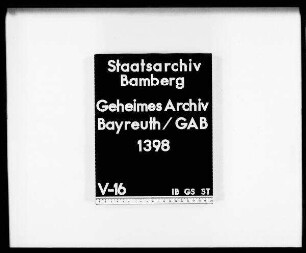 Staatsarchiv
Bamberg
Geheimes Archiv
Bayreuth/GAB
1398
V-16 IB GS ST